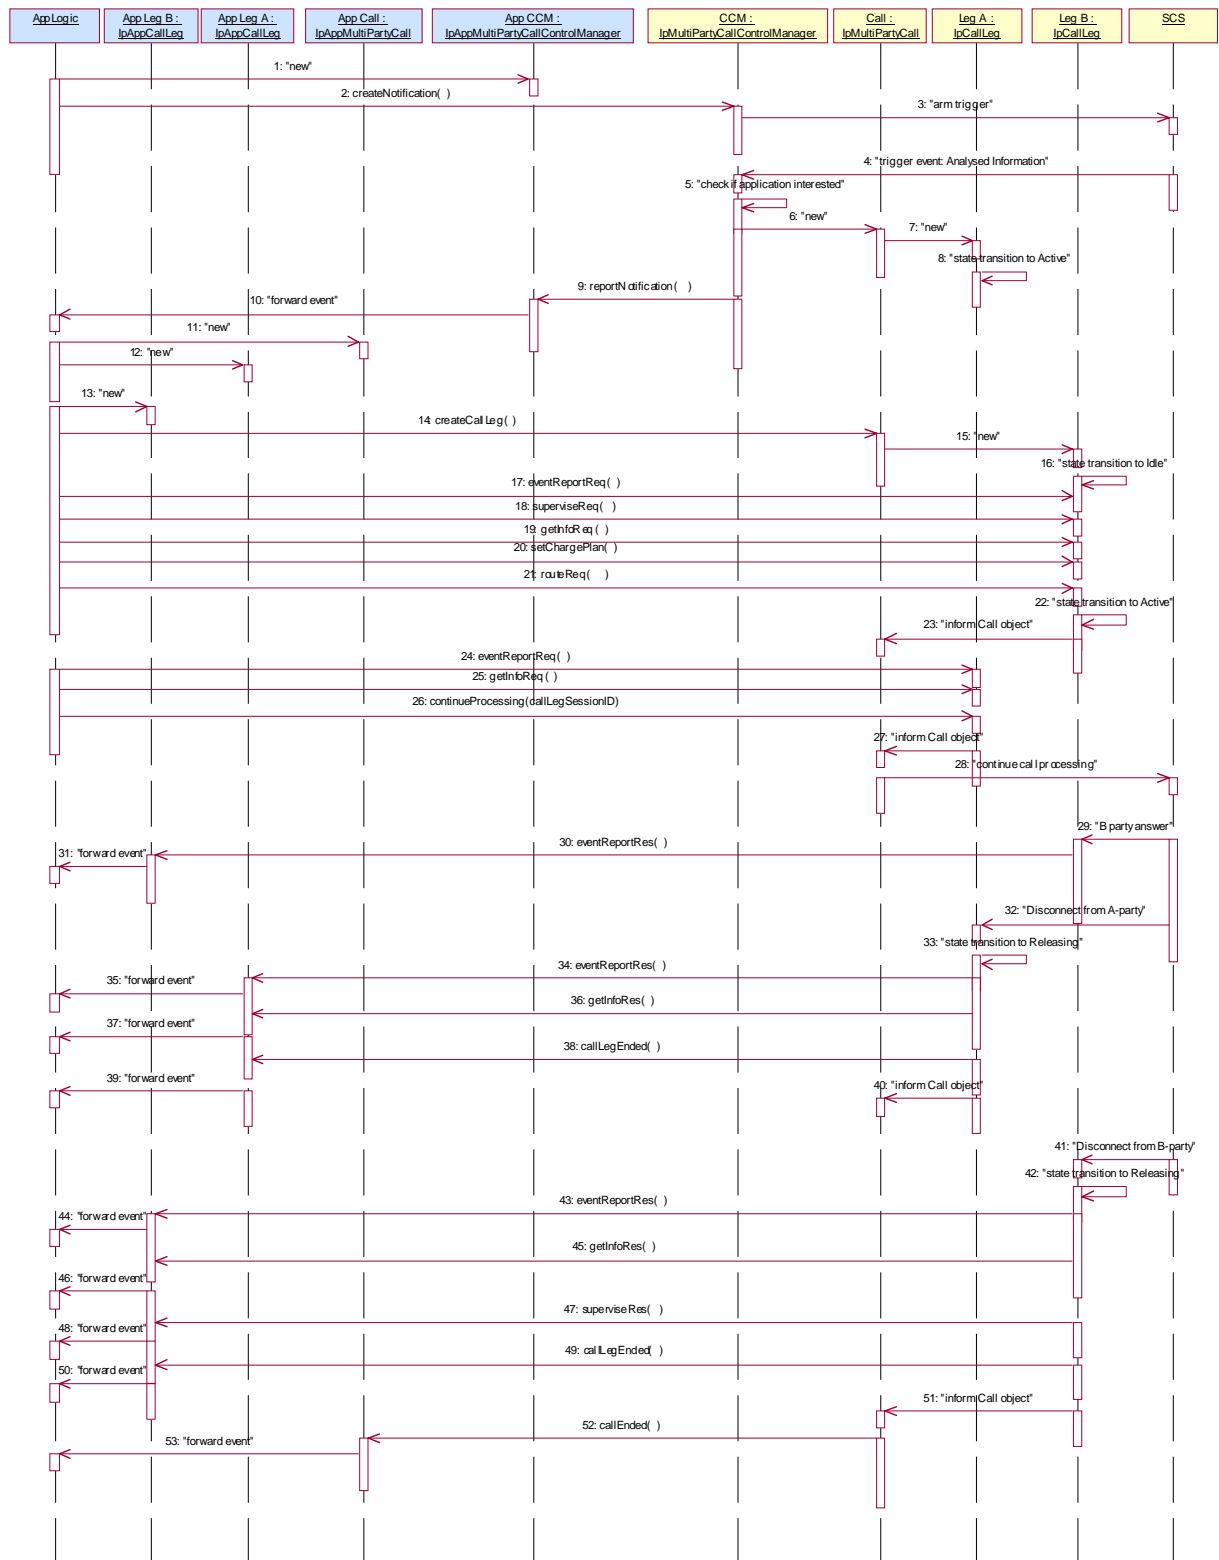 AppLogic
App Leg B :
IpAppCallLeg
App Leg A :
IpAppCallLeg
App Call :
IpAppMultiPartyCall
App CCM :
IpAppMultiPartyCallControlManager
CCM :
IpMultiPartyCallControlManager
Call :
IpMultiPartyCall
Leg A :
IpCallLeg
Leg B :
IpCallLeg
SCS
1: "new"
2: createNotification( )
3: "arm trigger"
4: "trigger event: Analysed Information"
5: "check if application interested"
6: "new"
7: "new"
8: "state transition to Active"
9: reportNotification( )
10: "forward event"
11: "new"
12: "new"
13: "new"
14: createCallLeg( )
15: "new"
16: "state transition to Idle"
17: eventReportReq( )
18: superviseReq( )
19: getInfoReq( )
20: setChargePlan( )
21: routeReq( )
22: "state transition to Active"
23: "inform Call object"
24: eventReportReq( )
25: getInfoReq( )
26: continueProcessing(callLegSessionID)
27: "inform Call object"
28: "continue call processing"
29: "B party answer"
30: eventReportRes( )
31: "forward event"
32: "Disconnect from A-party"
33: "state transition to Releasing"
34: eventReportRes( )
35: "forward event"
36: getInfoRes( )
37: "forward event"
38: callLegEnded( )
39: "forward event"
40: "inform Call object"
41: "Disconnect from B-party"
42: "state transition to Releasing"
43: eventReportRes( )
44: "forward event"
45: getInfoRes( )
46: "forward event"
47: superviseRes( )
48: "forward event"
49: callLegEnded( )
50: "forward event"
51: "inform Call object"
52: callEnded( )
53: "forward event"